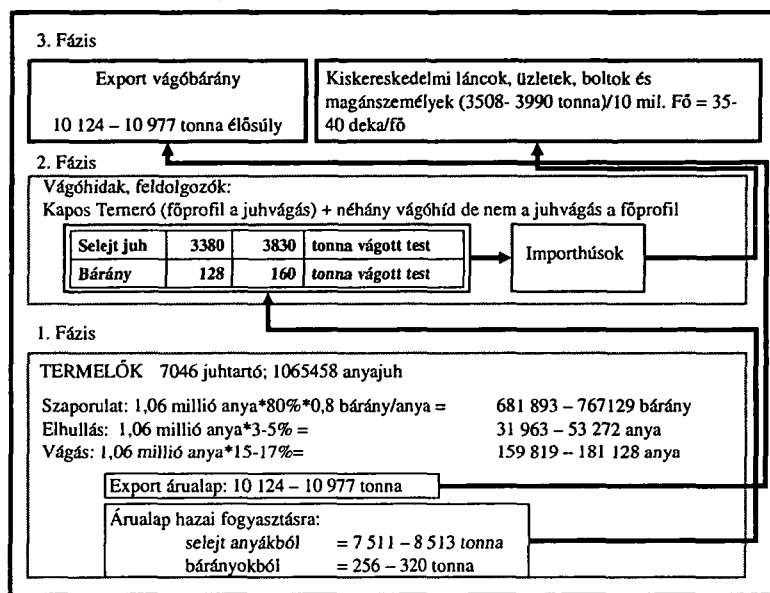 3. Fázis
Export vágóbárány
10 124 – 10 977 tonna élősúly
Kiskereskedelmi láncok, üzletek, boltok és
magánszemélyek (3508- 3990 tonna)/10 mil. Fő = 35-
40 deka/fő
2. Fázis
Vágóhidak, feldolgozók:
Kapos Ternero (főprofil a juhvágás) + néhány vágóhíd de nem a juhvágás a főprofil
Selejt juh 3380 3830 tonna vágott test
Bárány 128 160 tonna vágott test
Importhúsok
1. Fázis
TERMELŐK 7046 juhtartó; 1065458 anyajuh
Szaporulat: 1,06 millió anya*80%*0,8 bárány/anya = 681 893 – 767129 bárány
Elhullás: 1,06 millió anya*3-5% = 31 963 – 53 272 anya
Vágás: 1,06 millió anya*15-17%= 159 819 – 181 128 anya
Export árualap: 10 124 – 10 977 tonna
Árualap hazai fogyasztásra:
selejt anyákból = 7 511 – 8 513 tonna
bárányokból = 256 – 320 tonna